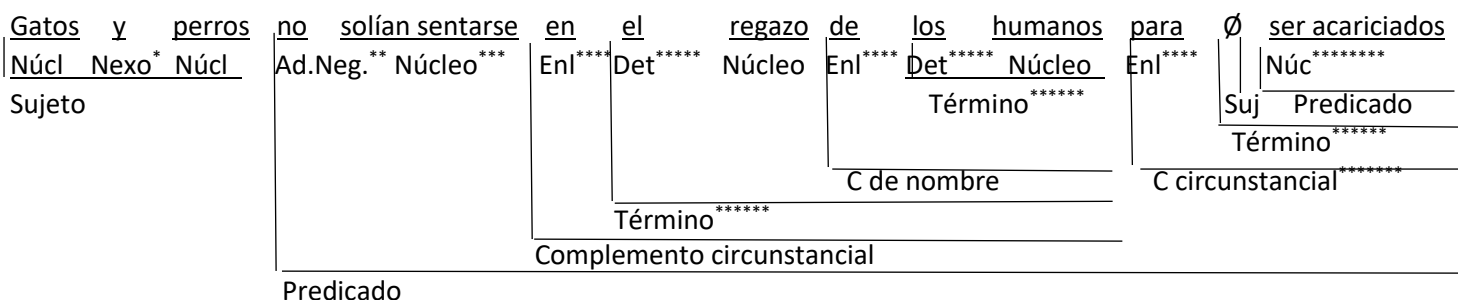 Gatos y perros no solían sentarse en el regazo de los humanos para Ø ser acariciados
Núcl Nexo* Núcl Ad.Neg.** Núcleo*** Enl**** Det***** Núcleo Enl**** Det***** Núcleo Enl**** Núc********
Sujeto Término****** Suj Predicado
Término******
C de nombre C circunstancial*******
Término******
Complemento circunstancial
Predicado